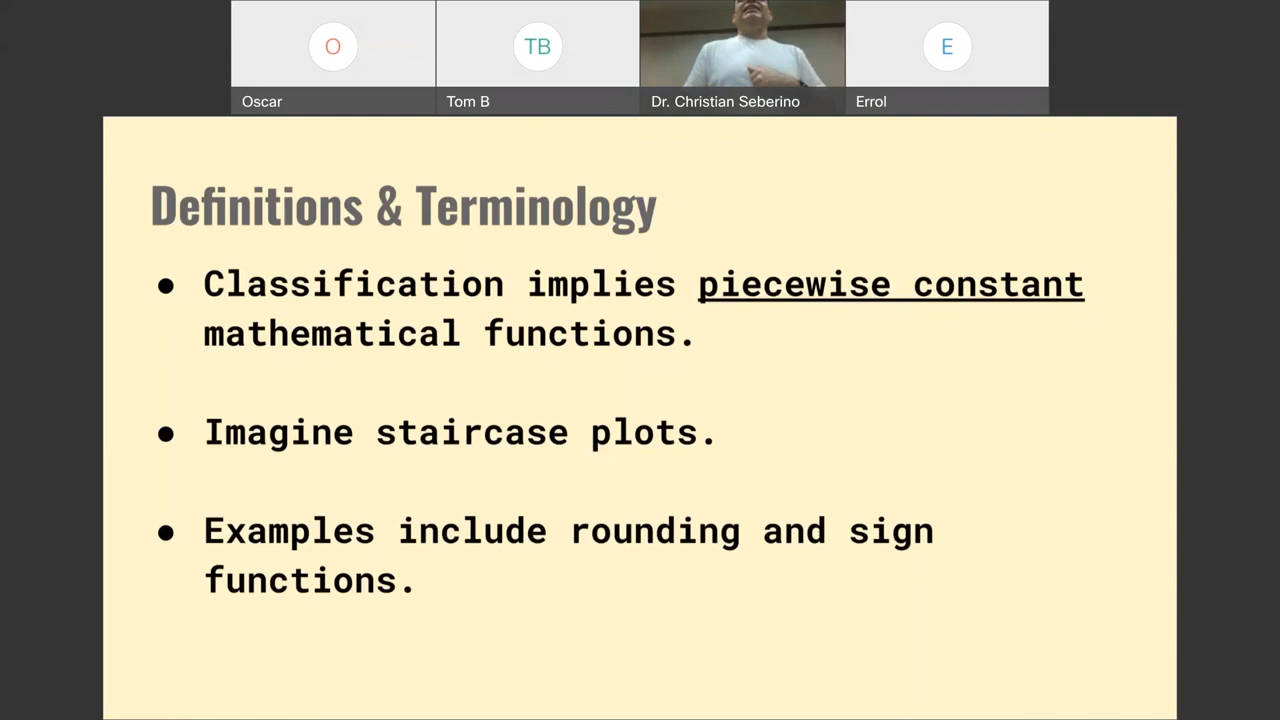 O
TB
E
Oscar
Tom B
Dr. Christian Seberino
Errol
Definitions & Terminology
● Classification implies piecewise constant
mathematical functions.
● Imagine staircase plots.
● Examples include rounding and sign
functions.